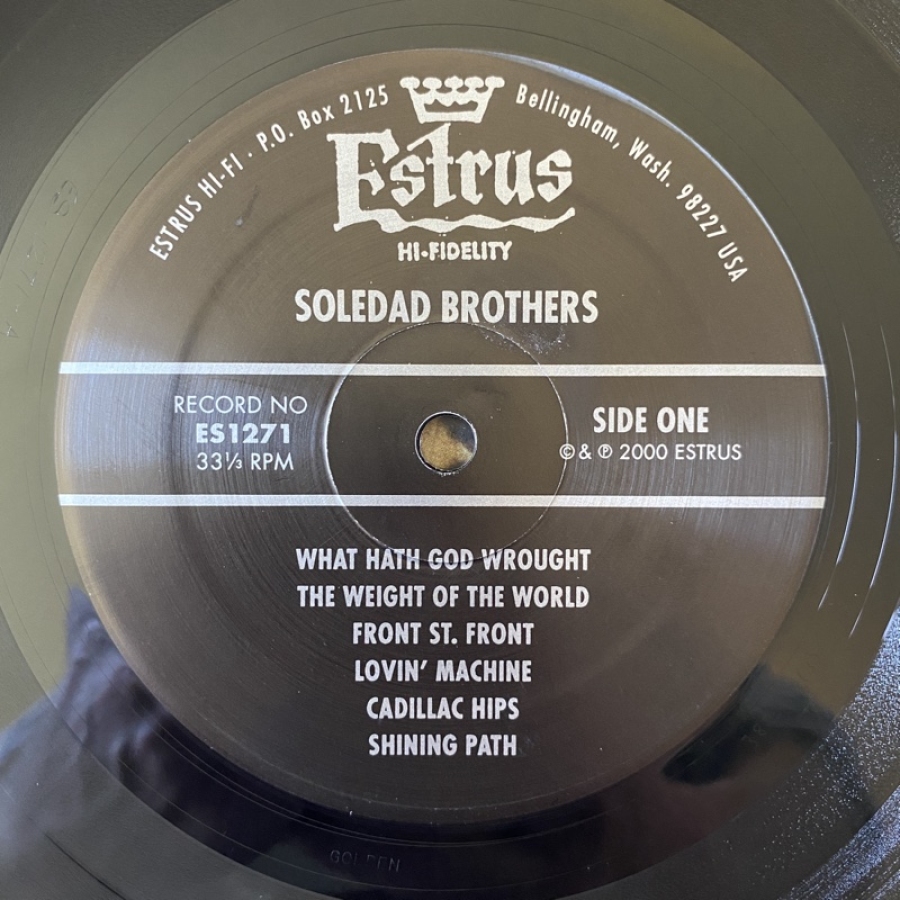 ESTRUS HI-FI · P.O. Box 2125 Bellingham, Wash. 98227 USA
Estrus
HI-FIDELITY
SOLEDAD BROTHERS
RECORD NO
ES1271
33⅓ RPM
SIDE ONE
© & ℗ 2000 ESTRUS
WHAT HATH GOD WROUGHT
THE WEIGHT OF THE WORLD
FRONT ST. FRONT
LOVIN' MACHINE
CADILLAC HIPS
SHINING PATH